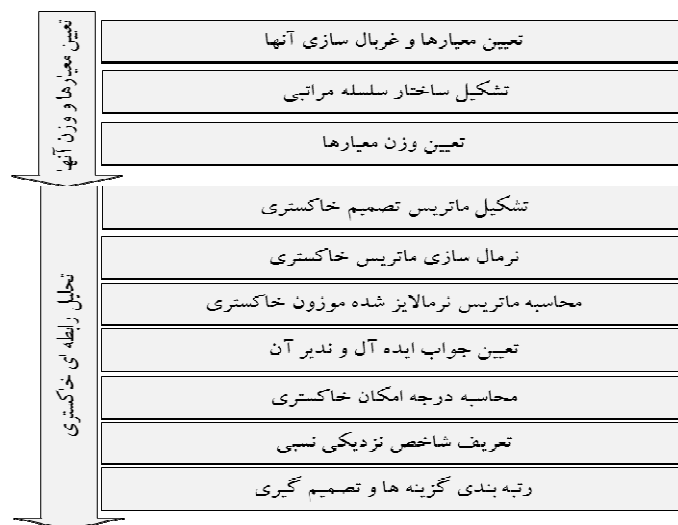 تعیین معیارها و وزن آنها
تعیین معیارها و غربال سازی آنها
تشکیل ساختار سلسله مراتبی
تعیین وزن معیارها
تحلیل رابطه ای خاکستری
تشکیل ماتریس تصمیم خاکستری
نرمال سازی ماتریس خاکستری
محاسبه ماتریس نرمالایز شده موزون خاکستری
تعیین جواب ایده آل و ندیر آن
محاسبه درجه امکان خاکستری
تعریف شاخص نزدیکی نسبی
رتبه بندی گزینه ها و تصمیم گیری